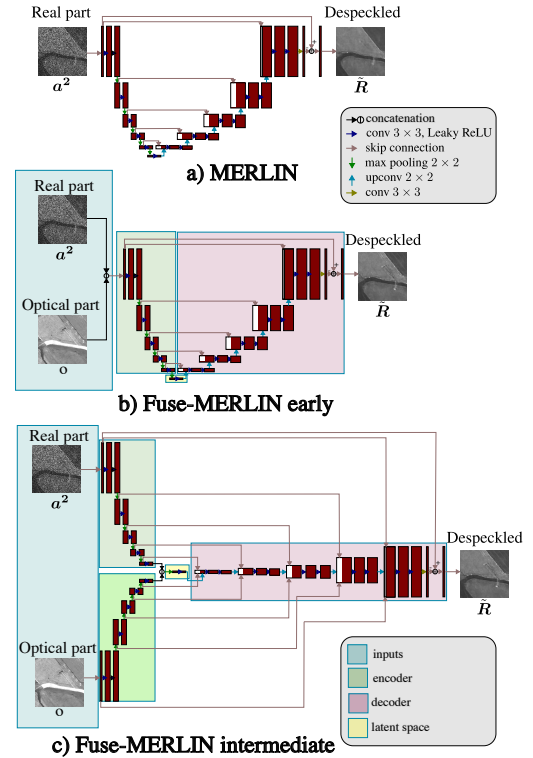 Real part
Despeckled
a²
R̃
concatenation
conv 3 × 3, Leaky ReLU
skip connection
max pooling 2 × 2
upconv 2 × 2
conv 3 × 3
a) MERLIN
Real part
a²
Optical part
o
+
Despeckled
R̃
b) Fuse-MERLIN early
Real part
a²
Optical part
o
+
Despeckled
R̃
inputs
encoder
decoder
latent space
c) Fuse-MERLIN intermediate